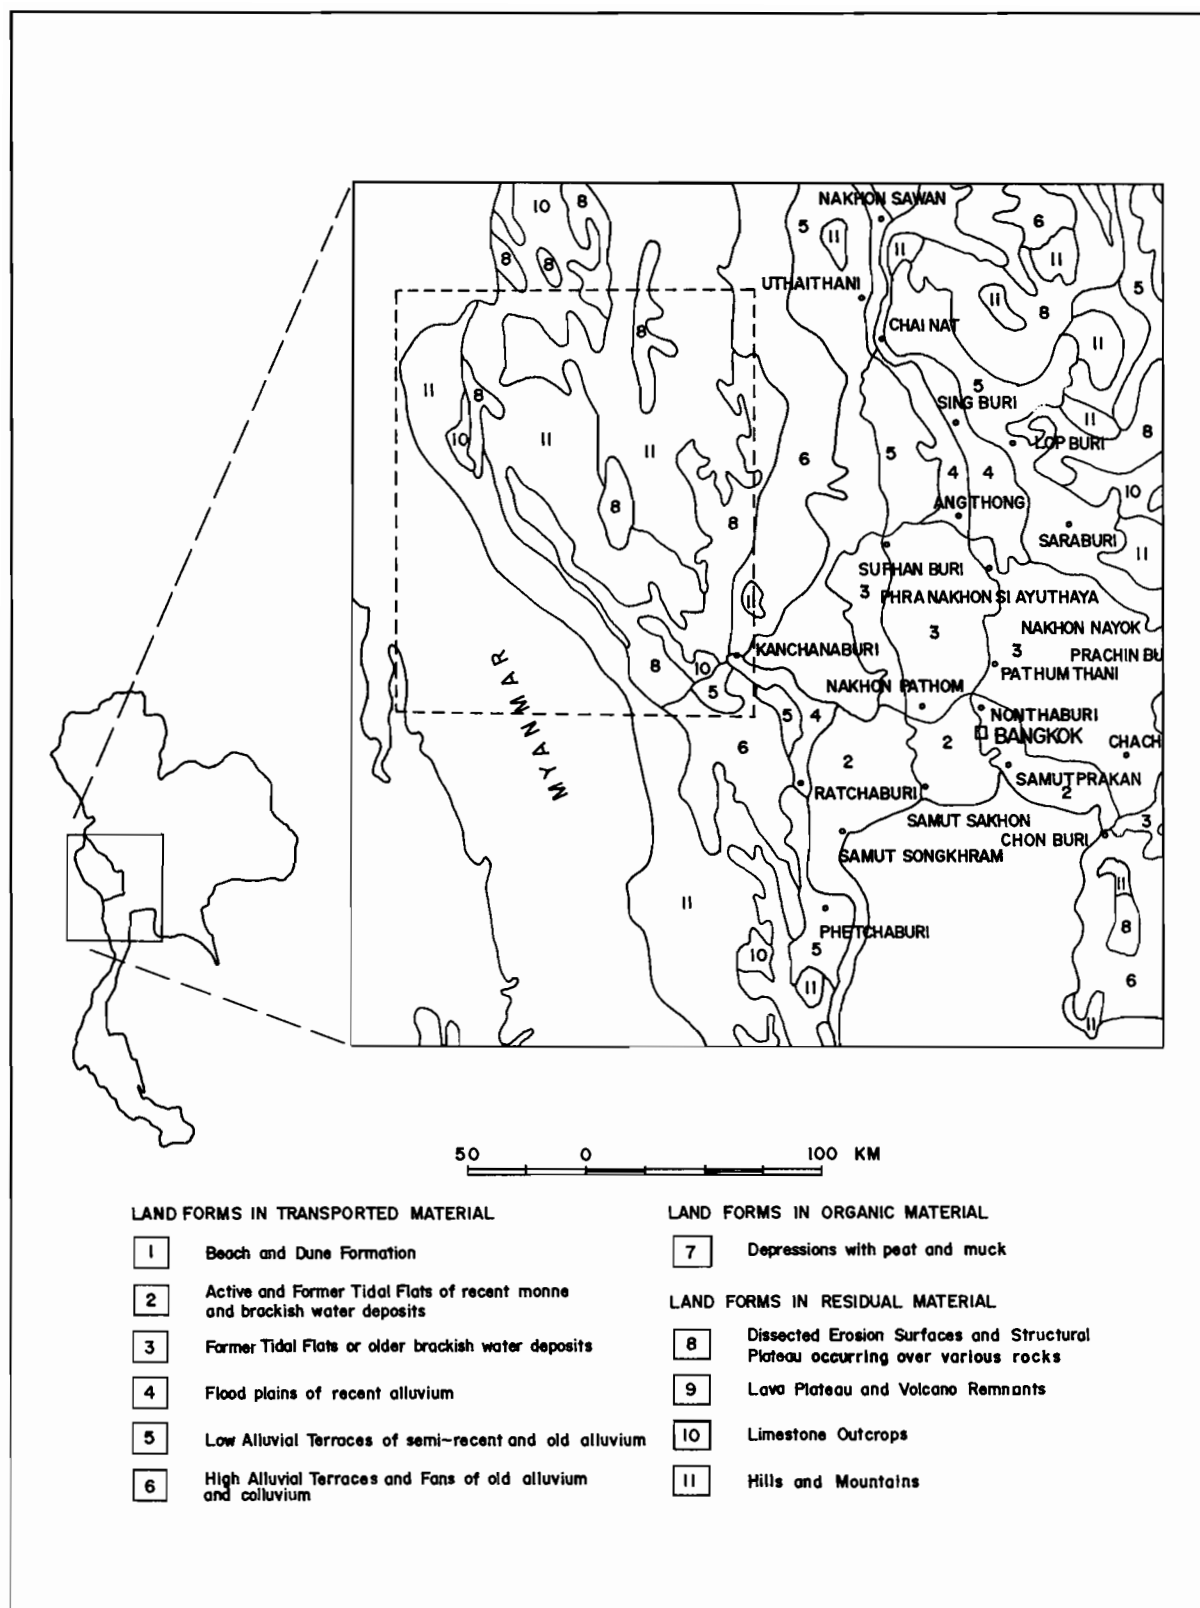 NAKHON SAWAN
10
8
5
11
6
11
11
8
8
UTHAITHANI
5
11
8
8
CHAI NAT
11
11
5
8
SING BURI
11
10
11
11
6
5
LOP BURI
8
4
4
10
8
8
ANG THONG
SARABURI
11
SUPHAN BURI
11
3
PHRA NAKHON SI AYUTHAYA
3
NAKHON NAYOK
KANCHANABURI
3
PRACHIN BU
8
10
PATHUM THANI
5
NAKHON PATHOM
MYANMAR
5
4
NONTHABURI
6
2
2
BANGKOK
CHACH
SAMUT PRAKAN
RATCHABURI
2
SAMUT SAKHON
3
CHON BURI
SAMUT SONGKHRAM
11
11
PHETCHABURI
8
10
5
6
11
11
50 0 100 KM
LAND FORMS IN TRANSPORTED MATERIAL
1 Beach and Dune Formation
2 Active and Former Tidal Flats of recent monne
and brackish water deposits
3 Former Tidal Flats or older brackish water deposits
4 Flood plains of recent alluvium
5 Low Alluvial Terraces of semi-recent and old alluvium
6 High Alluvial Terraces and Fans of old alluvium
and colluvium
LAND FORMS IN ORGANIC MATERIAL
7 Depressions with peat and muck
LAND FORMS IN RESIDUAL MATERIAL
8 Dissected Erosion Surfaces and Structural
Plateau occurring over various rocks
9 Lava Plateau and Volcano Remnants
10 Limestone Outcrops
11 Hills and Mountains